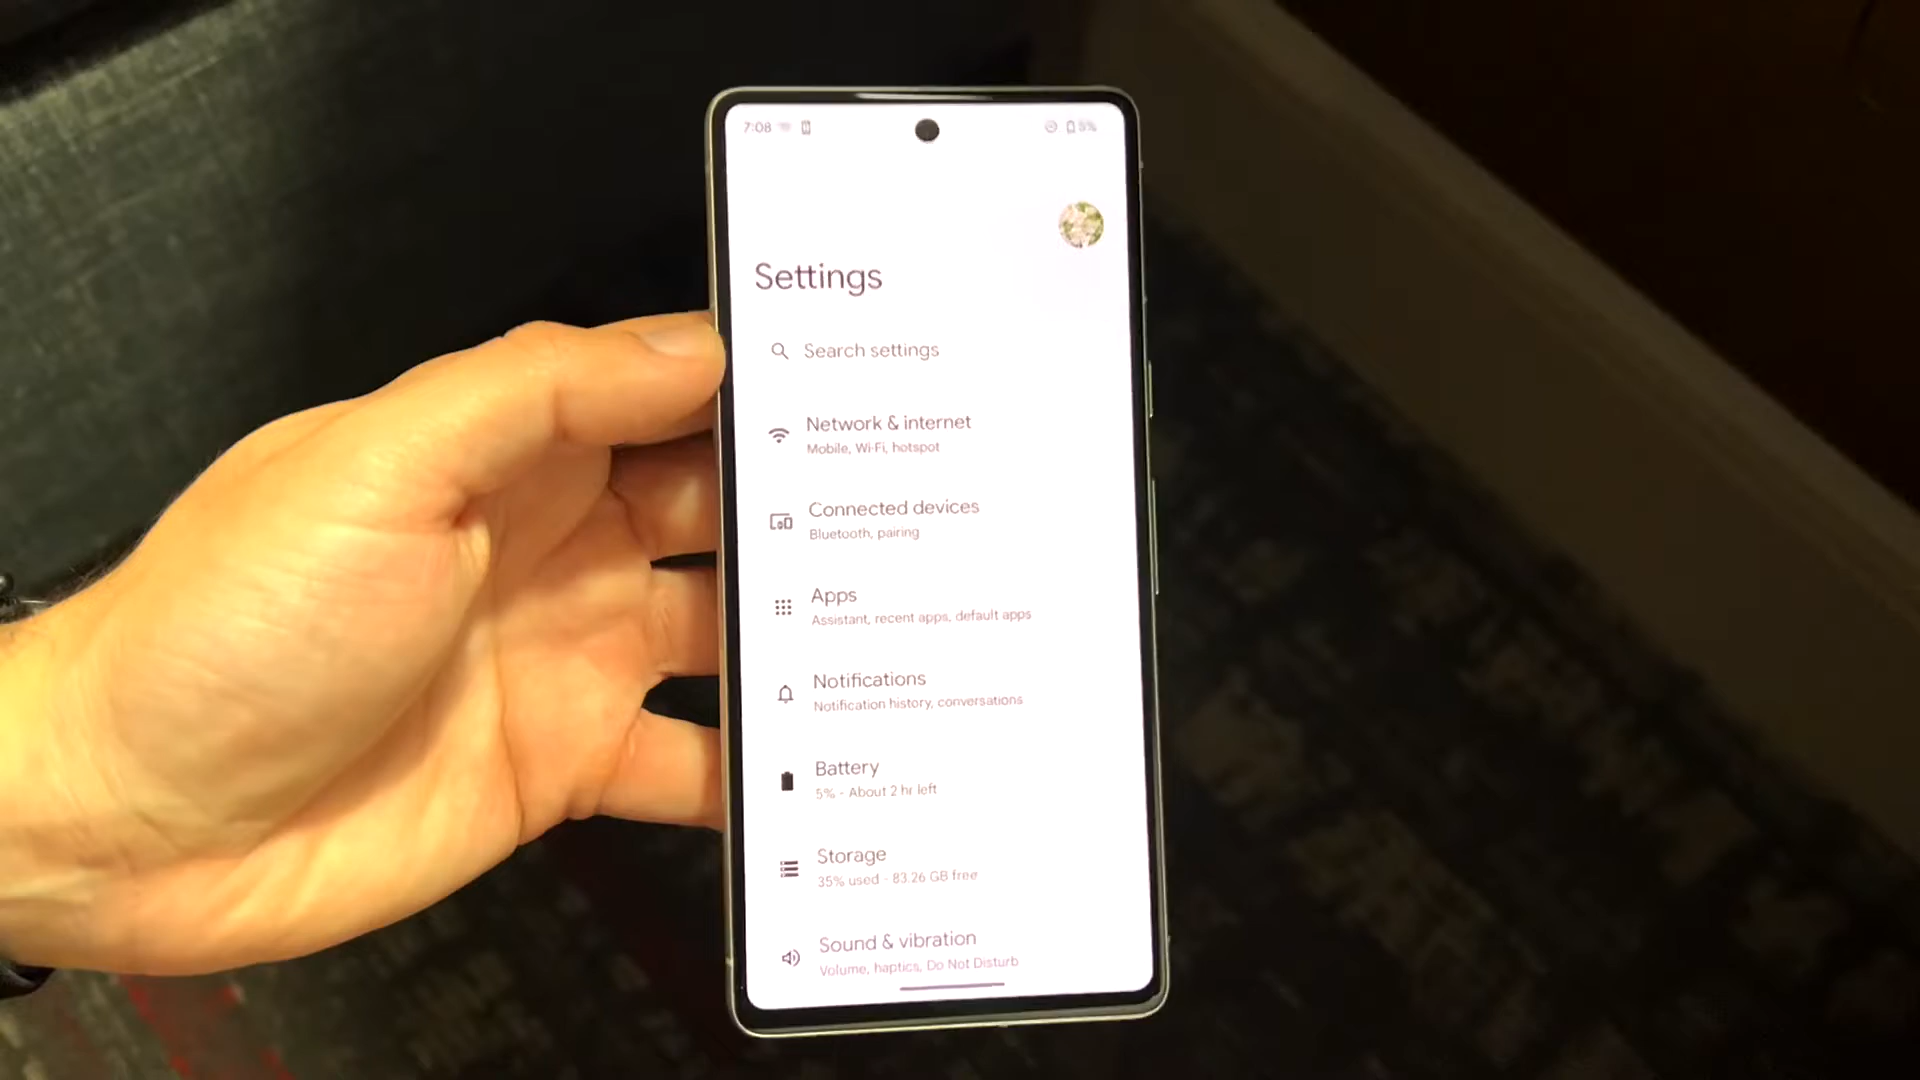 7:08
5%
Settings
Search settings
Network & internet
Mobile, Wi-Fi, hotspot
Connected devices
Bluetooth, pairing
Apps
Assistant, recent apps, default apps
Notifications
Notification history, conversations
Battery
5% - About 2 hr left
Storage
35% used - 83.26 GB free
Sound & vibration
Volume, haptics, Do Not Disturb